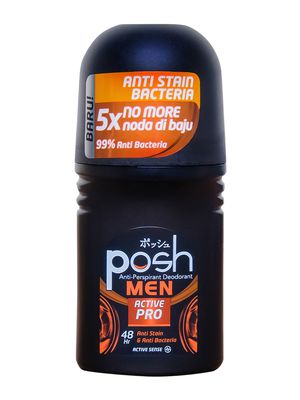 BARU!
ANTI STAIN
BACTERIA
5x NO MORE
noda di baju
99% Anti Bacteria
ポッシュ
posh
Anti-Perspirant Deodorant
MEN
ACTIVE
PRO
48
Hr
Anti Stain
& Anti Bacteria
ACTIVE SENSE